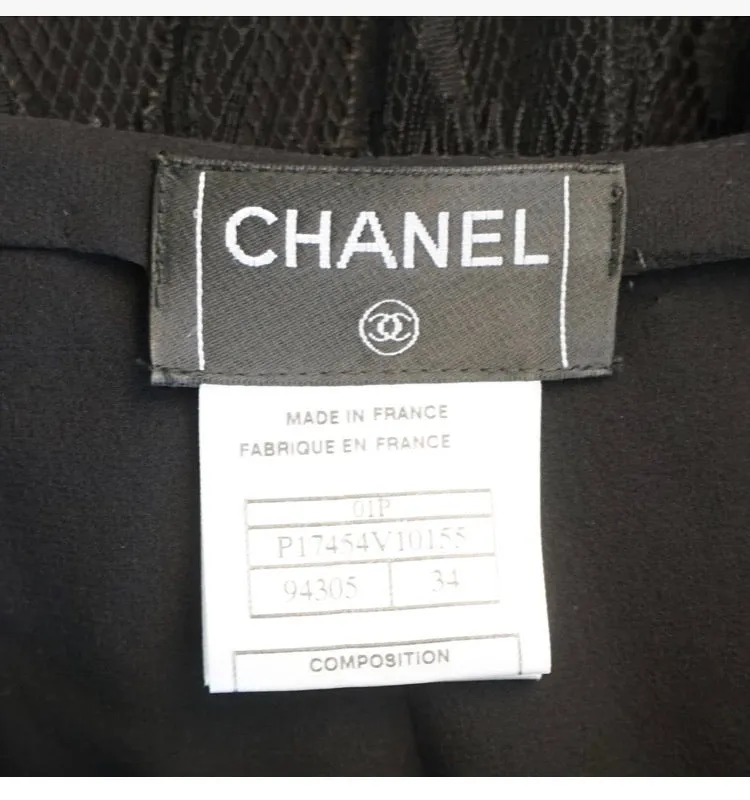 CHANEL
MADE IN FRANCE
FABRIQUE EN FRANCE
01P
P17454V10155
94305 34
COMPOSITION